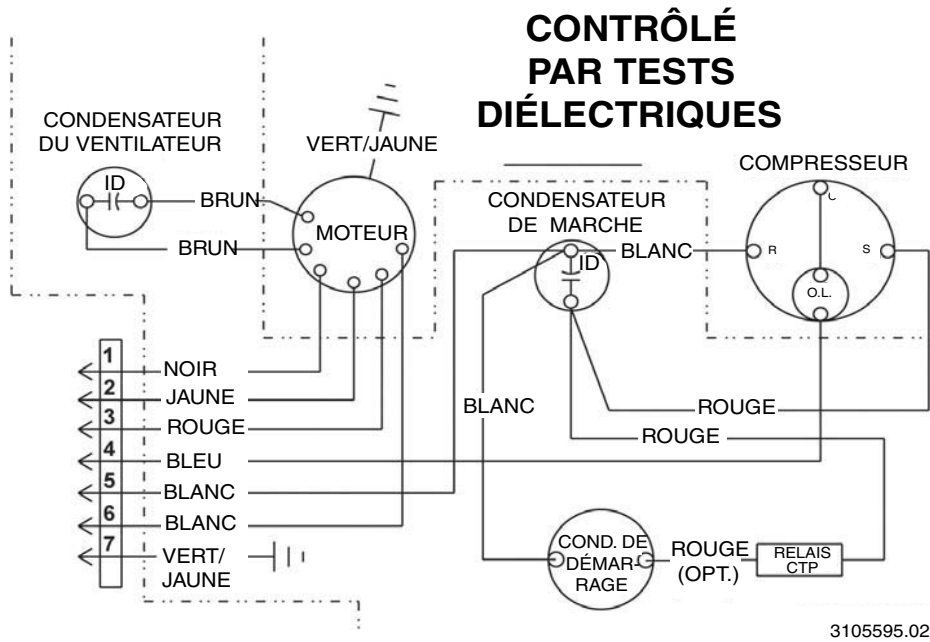 CONTRÔLÉ
PAR TESTS
DIÉLECTRIQUES
CONDENSATEUR
DU VENTILATEUR
VERT/JAUNE
COMPRESSEUR
ID
BRUN
BRUN
MOTEUR
CONDENSATEUR
DE MARCHE
ID
BLANC
R
S
O.L.
1
NOIR
2
JAUNE
3
ROUGE
4
BLEU
5
BLANC
6
BLANC
7
VERT/
JAUNE
BLANC
ROUGE
ROUGE
COND. DE
DÉMAR-
RAGE
ROUGE
(OPT.)
RELAIS
CTP
3105595.02